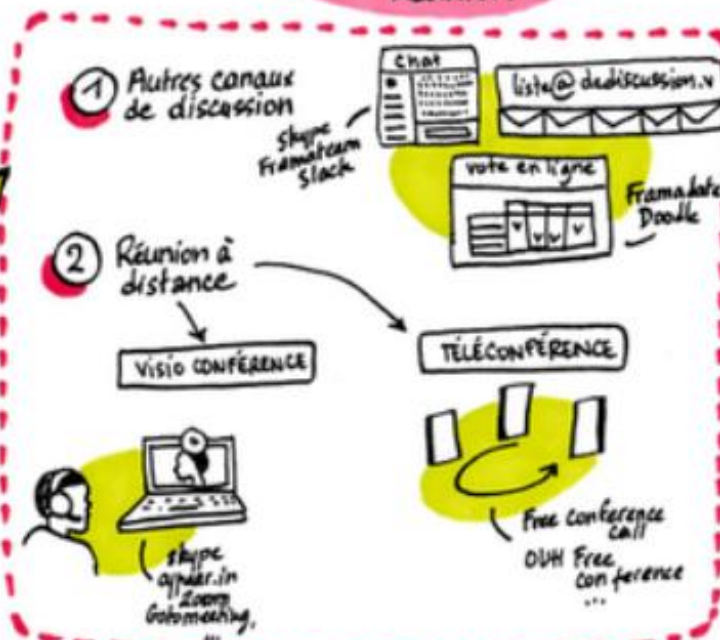 1 Autres canaux
de discussion
Chat
Skype
Framateam
Slack
liste@dediscussion.v
vote en ligne
Framadate
Doodle
2 Réunion à
distance
VISIO CONFÉRENCE
TÉLÉCONFÉRENCE
skype
appear.in
Zoom
Gotomeeting,
...
Free conference
call
OVH Free
conference
...